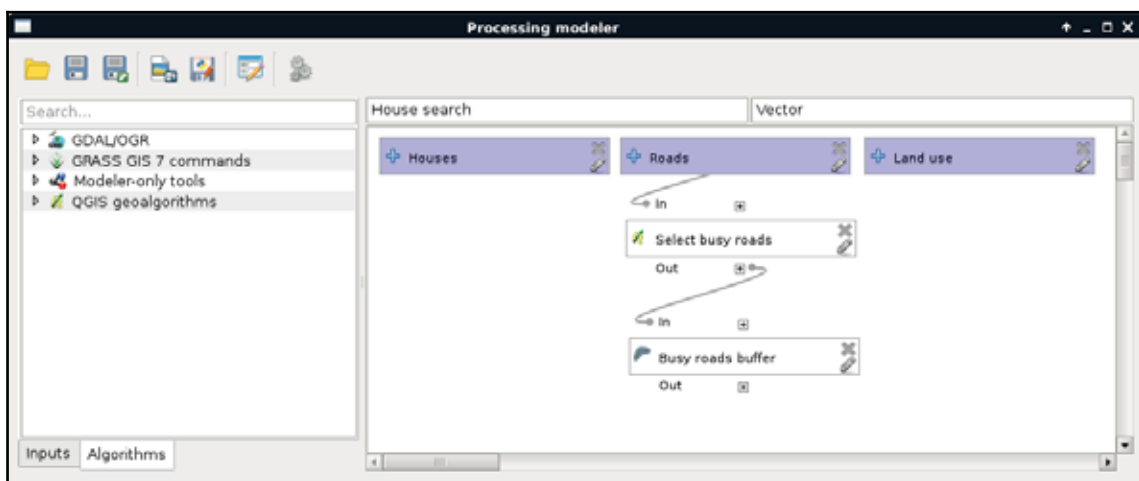 Processing modeler
Search...
House search
Vector
GDAL/OGR
GRASS GIS 7 commands
Modeler-only tools
QGIS geoalgorithms
Houses
Roads
Land use
In
Select busy roads
Out
In
Busy roads buffer
Out
Inputs
Algorithms